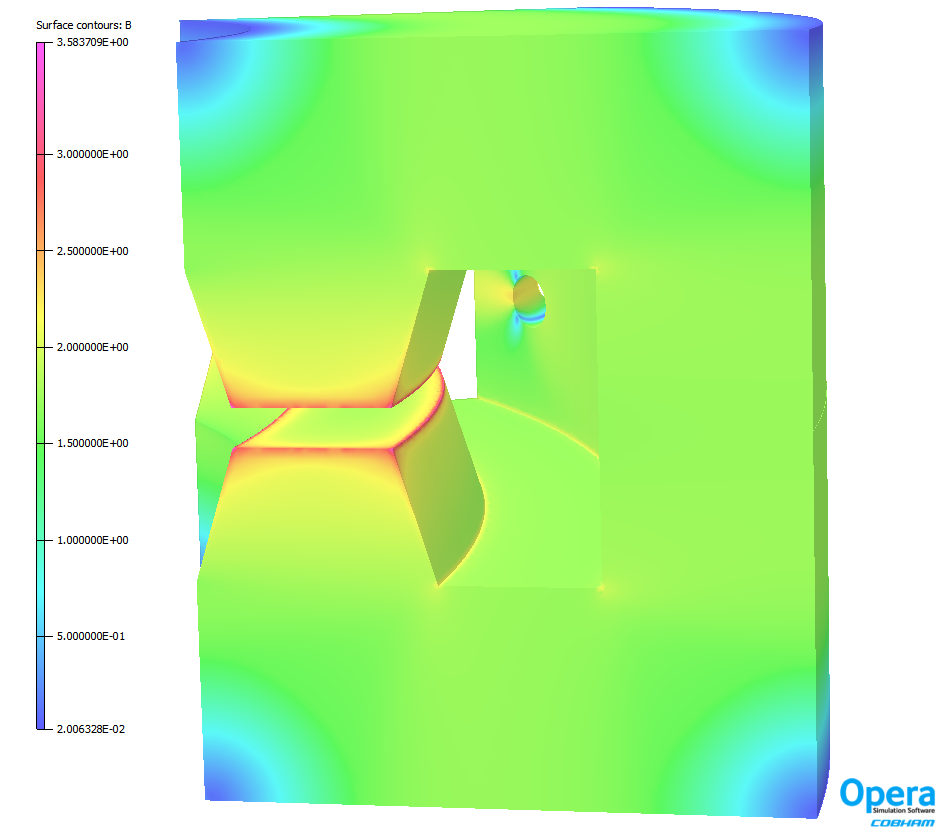 Surface contours: B
3.583709E+00
3.000000E+00
2.500000E+00
2.000000E+00
1.500000E+00
1.000000E+00
5.000000E-01
2.006328E-02
Opera
Simulation Software
COBHAM